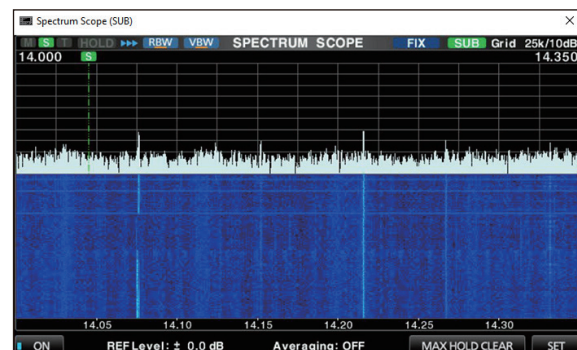 Spectrum Scope (SUB)
M S T HOLD RBW VBW SPECTRUM SCOPE FIX SUB Grid 25k/10dB
14.000 S 14.350
14.05 14.10 14.15 14.20 14.25 14.30
ON REF Level: ± 0.0 dB Averaging: OFF MAX HOLD CLEAR SET